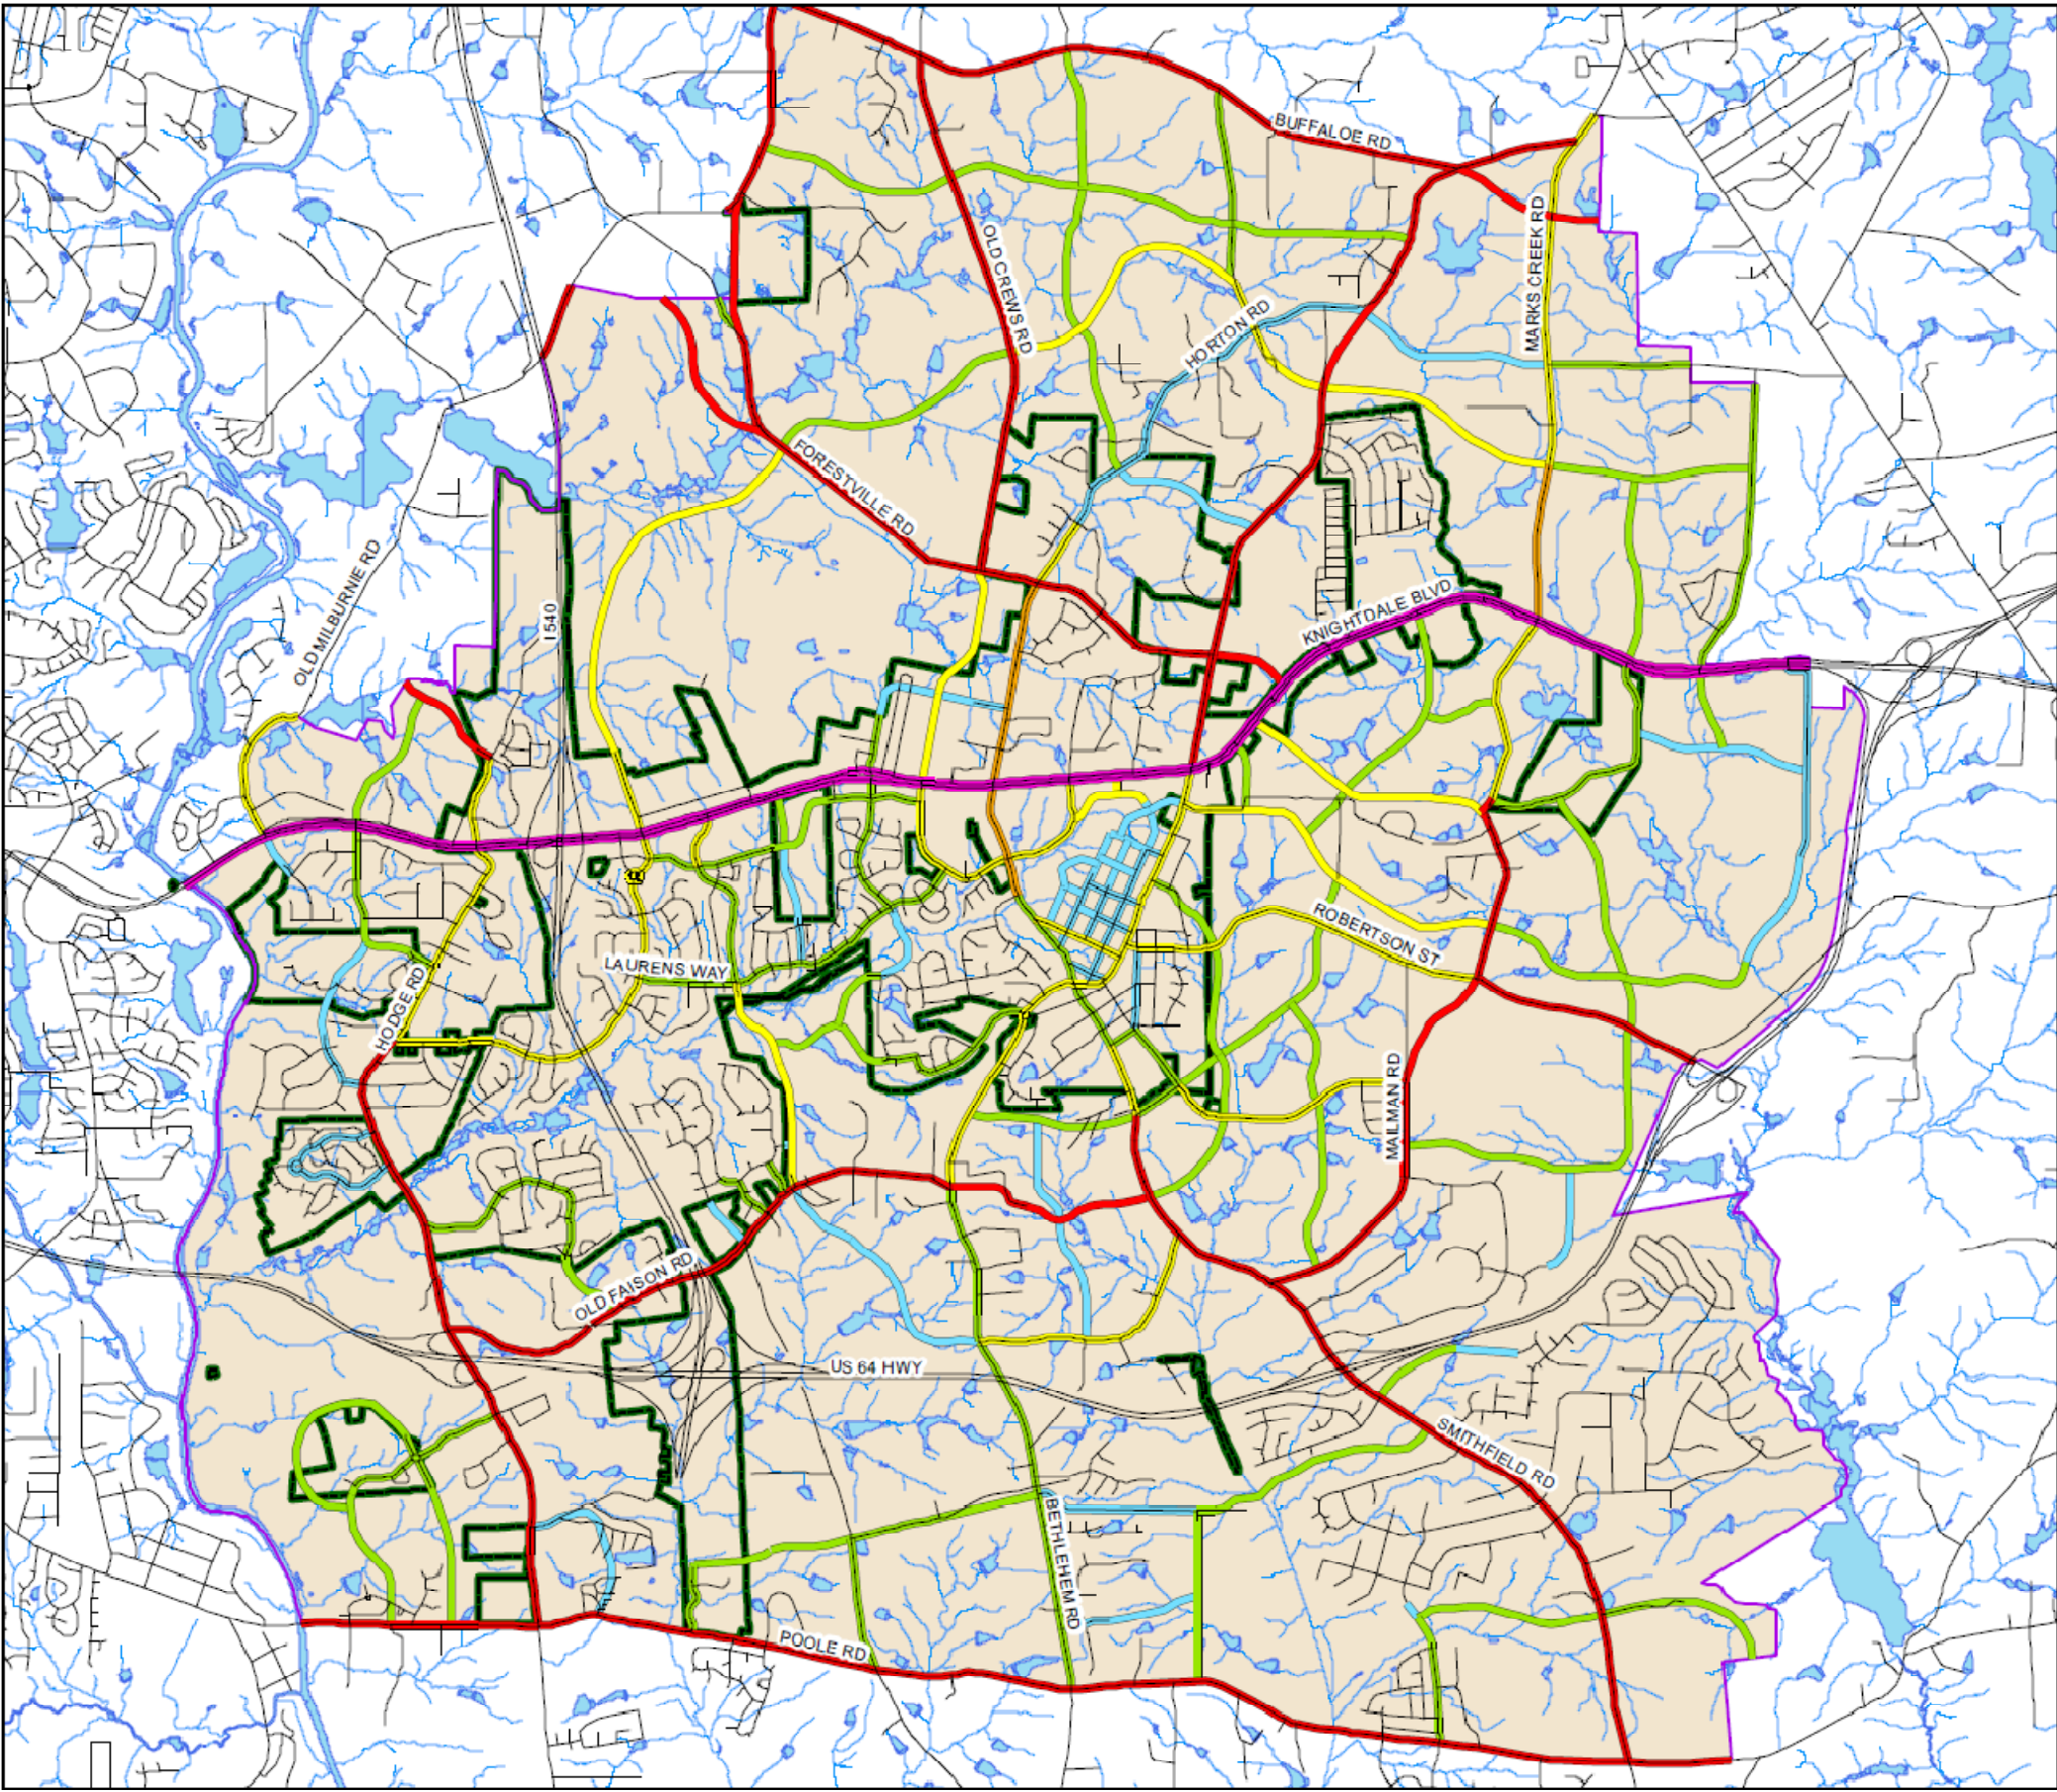 BUFFALOE RD
MARKS CREEK RD
OLD CREWS RD
HORTON RD
FORESTVILLE RD
OLD MILBURNIE RD
I 540
KNIGHTDALE BLVD
ROBERTSON ST
LAURENS WAY
HODGE RD
MAILMAN RD
OLD FAISON RD
US 64 HWY
SMITHFIELD RD
BETHLEHEM RD
POOLE RD